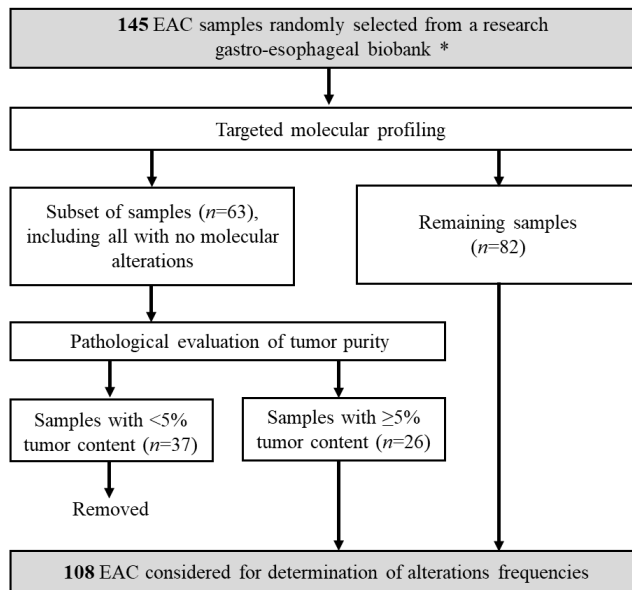 145 EAC samples randomly selected from a research
gastro-esophageal biobank *
Targeted molecular profiling
Subset of samples (n=63),
including all with no molecular
alterations
Remaining samples
(n=82)
Pathological evaluation of tumor purity
Samples with <5%
tumor content (n=37)
Samples with ≥5%
tumor content (n=26)
Removed
108 EAC considered for determination of alterations frequencies